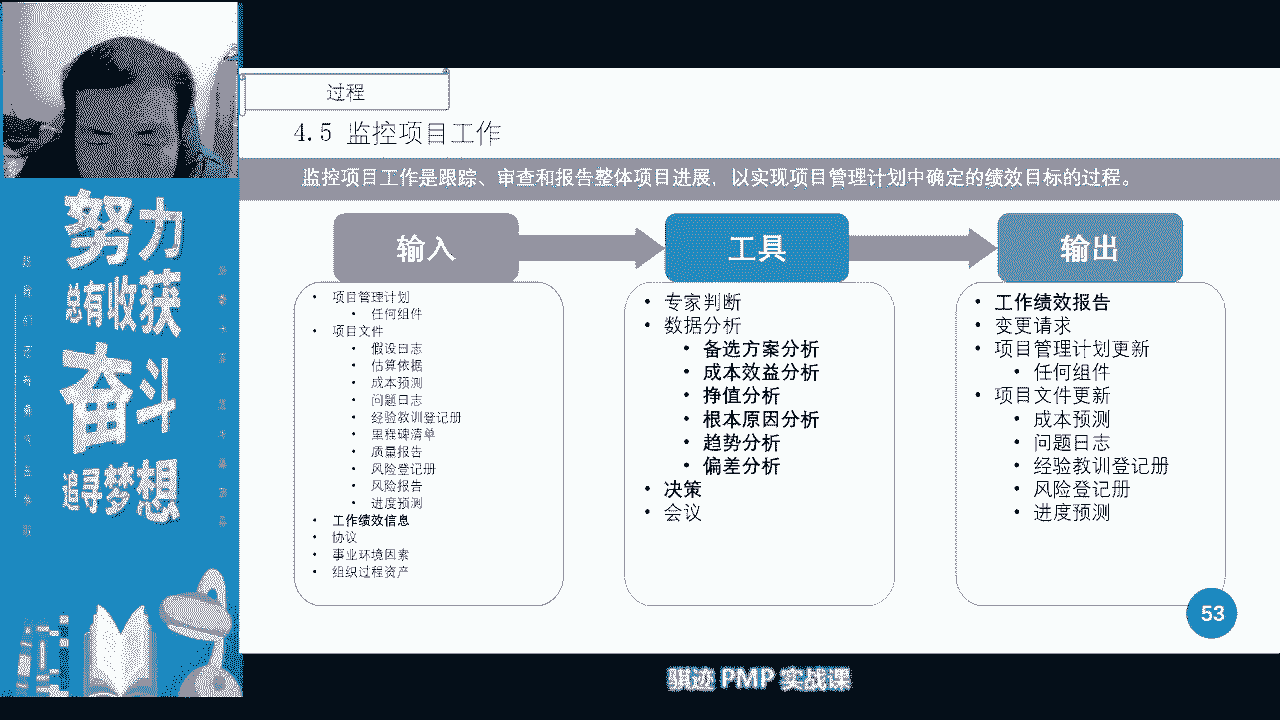 过程
4.5 监控项目工作
监控项目工作是跟踪、审查和报告整体项目进展，以实现项目管理计划中确定的绩效目标的过程。
输入
• 项目管理计划
• 任何组件
• 项目文件
• 假设日志
• 估算依据
• 成本预测
• 问题日志
• 经验教训登记册
• 里程碑清单
• 质量报告
• 风险登记册
• 风险报告
• 进度预测
• 工作绩效信息
• 协议
• 事业环境因素
• 组织过程资产
工具
• 专家判断
• 数据分析
• 备选方案分析
• 成本效益分析
• 挣值分析
• 根本原因分析
• 趋势分析
• 偏差分析
• 决策
• 会议
输出
• 工作绩效报告
• 变更请求
• 项目管理计划更新
• 任何组件
• 项目文件更新
• 成本预测
• 问题日志
• 经验教训登记册
• 风险登记册
• 进度预测
53
努力
总有收获
奋斗
追寻梦想
骐迹 PMP 实战课